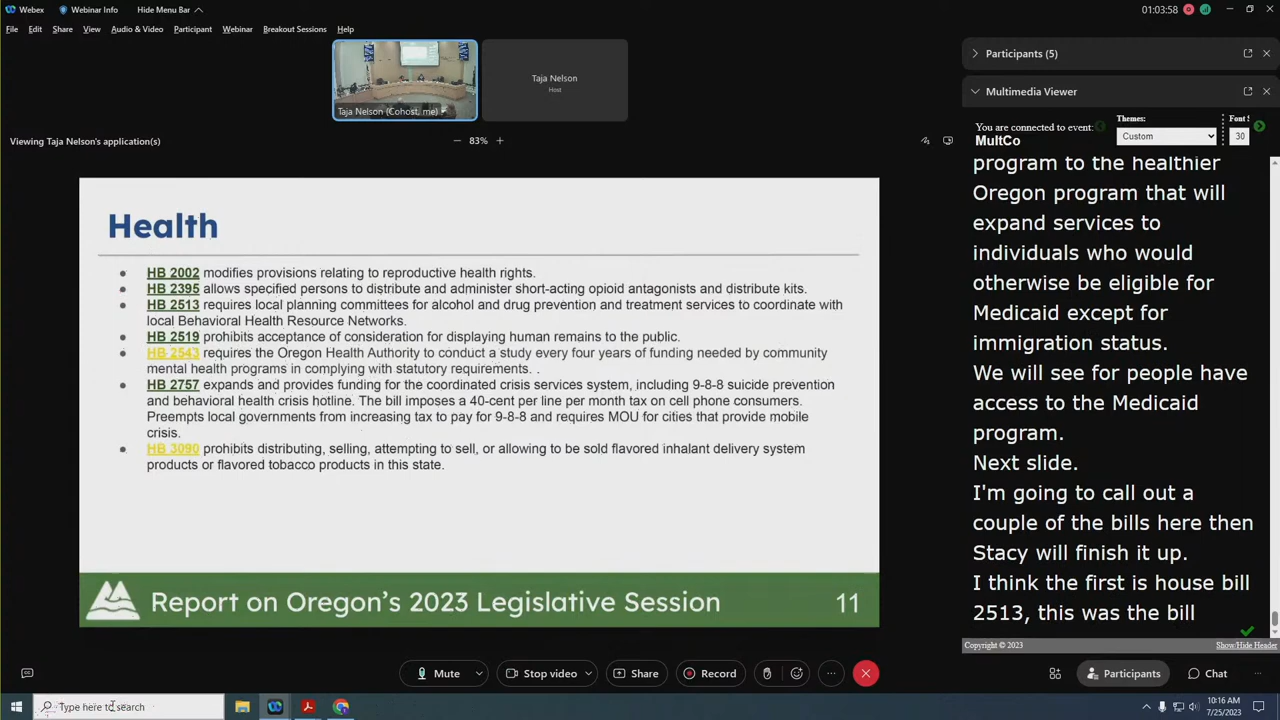 Webex
Webinar Info
Hide Menu Bar
01:03:58
File Edit Share View Audio & Video Participant Webinar Breakout Sessions Help
Taja Nelson (Cohost, me)
Taja Nelson
Host
Viewing Taja Nelson's application(s)
83%
Health
HB 2002 modifies provisions relating to reproductive health rights.
HB 2395 allows specified persons to distribute and administer short-acting opioid antagonists and distribute kits.
HB 2513 requires local planning committees for alcohol and drug prevention and treatment services to coordinate with
local Behavioral Health Resource Networks.
HB 2519 prohibits acceptance of consideration for displaying human remains to the public.
HB 2543 requires the Oregon Health Authority to conduct a study every four years of funding needed by community
mental health programs in complying with statutory requirements. .
HB 2757 expands and provides funding for the coordinated crisis services system, including 9-8-8 suicide prevention
and behavioral health crisis hotline. The bill imposes a 40-cent per line per month tax on cell phone consumers.
Preempts local governments from increasing tax to pay for 9-8-8 and requires MOU for cities that provide mobile
crisis.
HB 3090 prohibits distributing, selling, attempting to sell, or allowing to be sold flavored inhalant delivery system
products or flavored tobacco products in this state.
Report on Oregon's 2023 Legislative Session 11
Participants (5)
Multimedia Viewer
You are connected to event:
MultCo
Themes:
Custom
Font S
30
program to the healthier
Oregon program that will
expand services to
individuals who would
otherwise be eligible for
Medicaid except for
immigration status.
We will see for people have
access to the Medicaid
program.
Next slide.
I'm going to call out a
couple of the bills here then
Stacy will finish it up.
I think the first is house bill
2513, this was the bill
Copyright © 2023
Show/Hide Header
Mute
Stop video
Share
Record
Participants
Chat
Type here to search
10:16 AM
7/25/2023